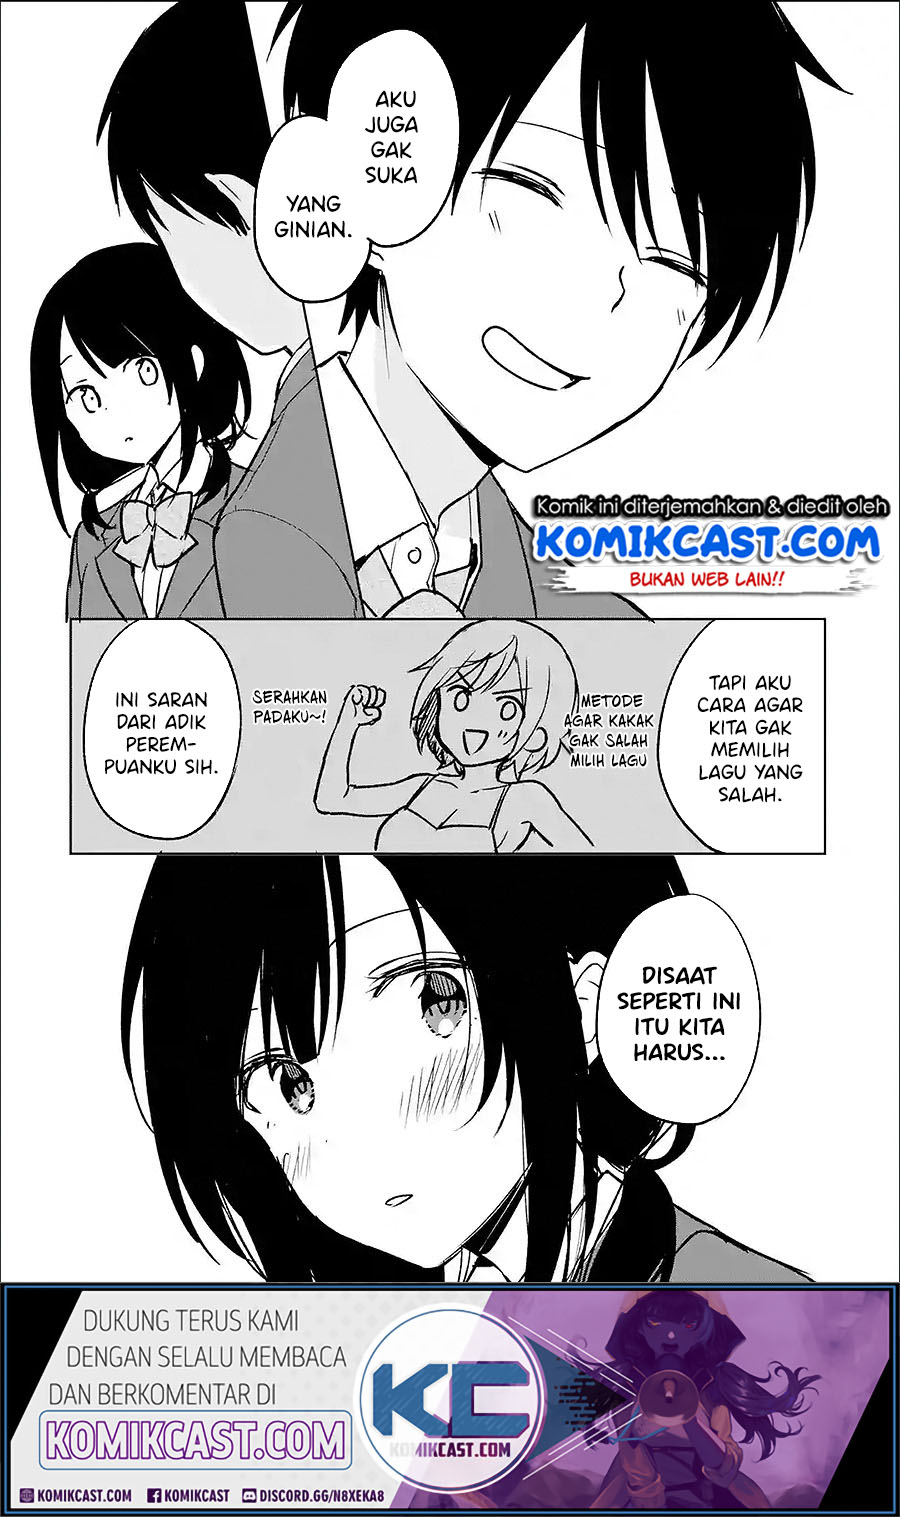 AKU
JUGA
GAK
SUKA
YANG
GINIAN.
Komik ini diterjemahkan & diedit oleh
KOMIKCAST.COM
BUKAN WEB LAIN!!
TAPI AKU
CARA AGAR
KITA GAK
MEMILIH
LAGU YANG
SALAH.
METODE
AGAR KAKAK
GAK SALAH
MILIH LAGU
SERAHKAN
PADAKU~!
INI SARAN
DARI ADIK
PEREM-
PUANKU SIH.
DISAAT
SEPERTI INI
ITU KITA
HARUS...
DUKUNG TERUS KAMI
DENGAN SELALU MEMBACA
DAN BERKOMENTAR DI
KOMIKCAST.COM
KC
KOMIKCAST.COM
KOMIKCAST.COM
KOMIKCAST
DISCORD.GG/N8XEKA8